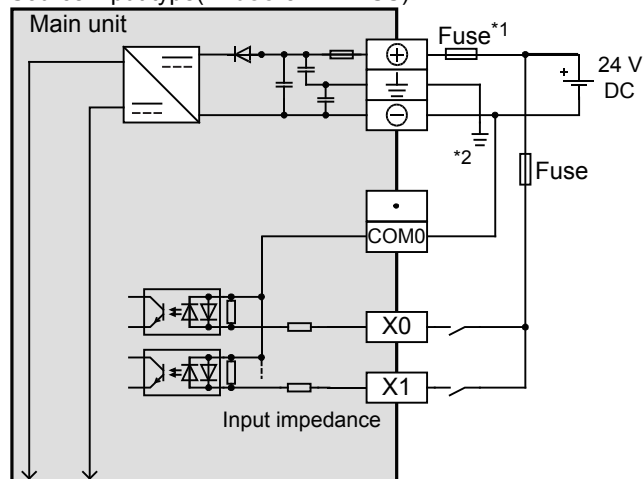 Main unit
Fuse*1
24 V
DC
+
*2
Fuse
COM0
X0
X1
Input impedance